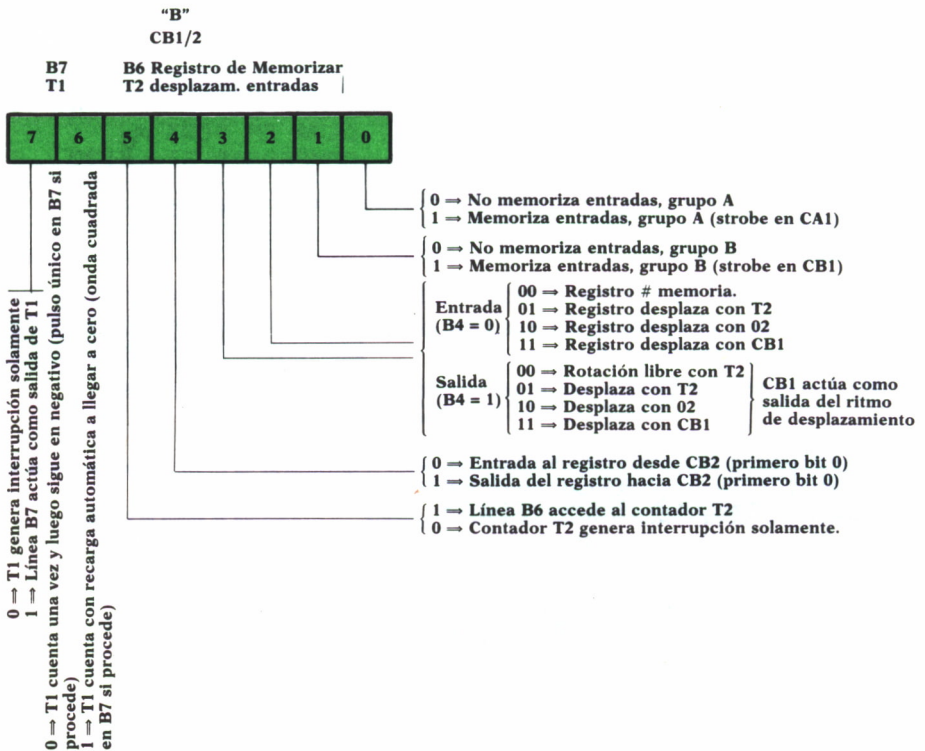 “B”
CB1/2
B7 B6 Registro de Memorizar
T1 T2 desplazam. entradas
7 6 5 4 3 2 1 0
0 ⇒ No memoriza entradas, grupo A
1 ⇒ Memoriza entradas, grupo A (strobe en CA1)
0 ⇒ No memoriza entradas, grupo B
1 ⇒ Memoriza entradas, grupo B (strobe en CB1)
Entrada
(B4 = 0)
00 ⇒ Registro # memoria.
01 ⇒ Registro desplaza con T2
10 ⇒ Registro desplaza con 02
11 ⇒ Registro desplaza con CB1
Salida
(B4 = 1)
00 ⇒ Rotación libre con T2
01 ⇒ Desplaza con T2
10 ⇒ Desplaza con 02
11 ⇒ Desplaza con CB1
CB1 actúa como
salida del ritmo
de desplazamiento
0 ⇒ Entrada al registro desde CB2 (primero bit 0)
1 ⇒ Salida del registro hacia CB2 (primero bit 0)
1 ⇒ Línea B6 accede al contador T2
0 ⇒ Contador T2 genera interrupción solamente.
0 ⇒ T1 genera interrupción solamente
1 ⇒ Línea B7 actúa como salida de T1
0 ⇒ T1 cuenta una vez y luego sigue en negativo (pulso único en B7 si
procede)
1 ⇒ T1 cuenta con recarga automática a llegar a cero (onda cuadrada
en B7 si procede)